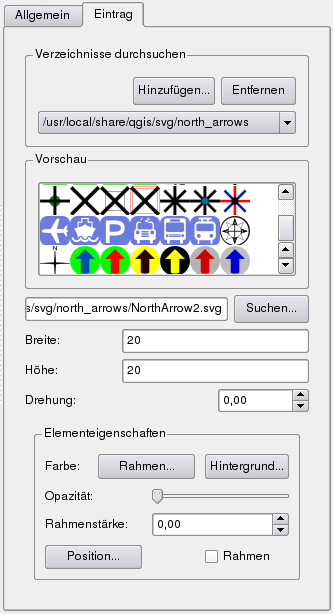 Allgemein Eintrag
Verzeichnisse durchsuchen
Hinzufügen... Entfernen
/usr/local/share/qgis/svg/north_arrows
Vorschau
P
N
s/svg/north_arrows/NorthArrow2.svg Suchen...
Breite: 20
Höhe: 20
Drehung: 0,00
Elementeigenschaften
Farbe: Rahmen... Hintergrund...
Opazität:
Rahmenstärke: 0,00
Position... Rahmen